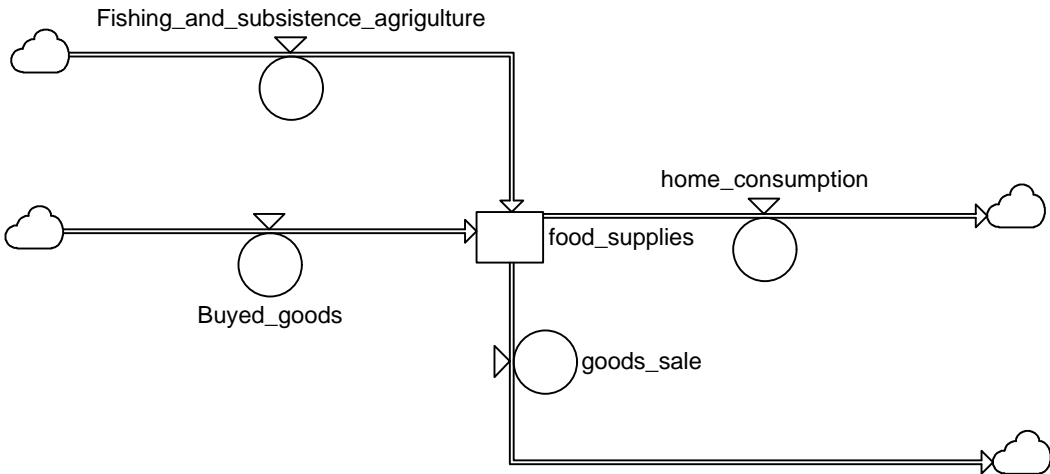 Fishing_and_subsistence_agrigulture
home_consumption
food_supplies
Buyed_goods
goods_sale